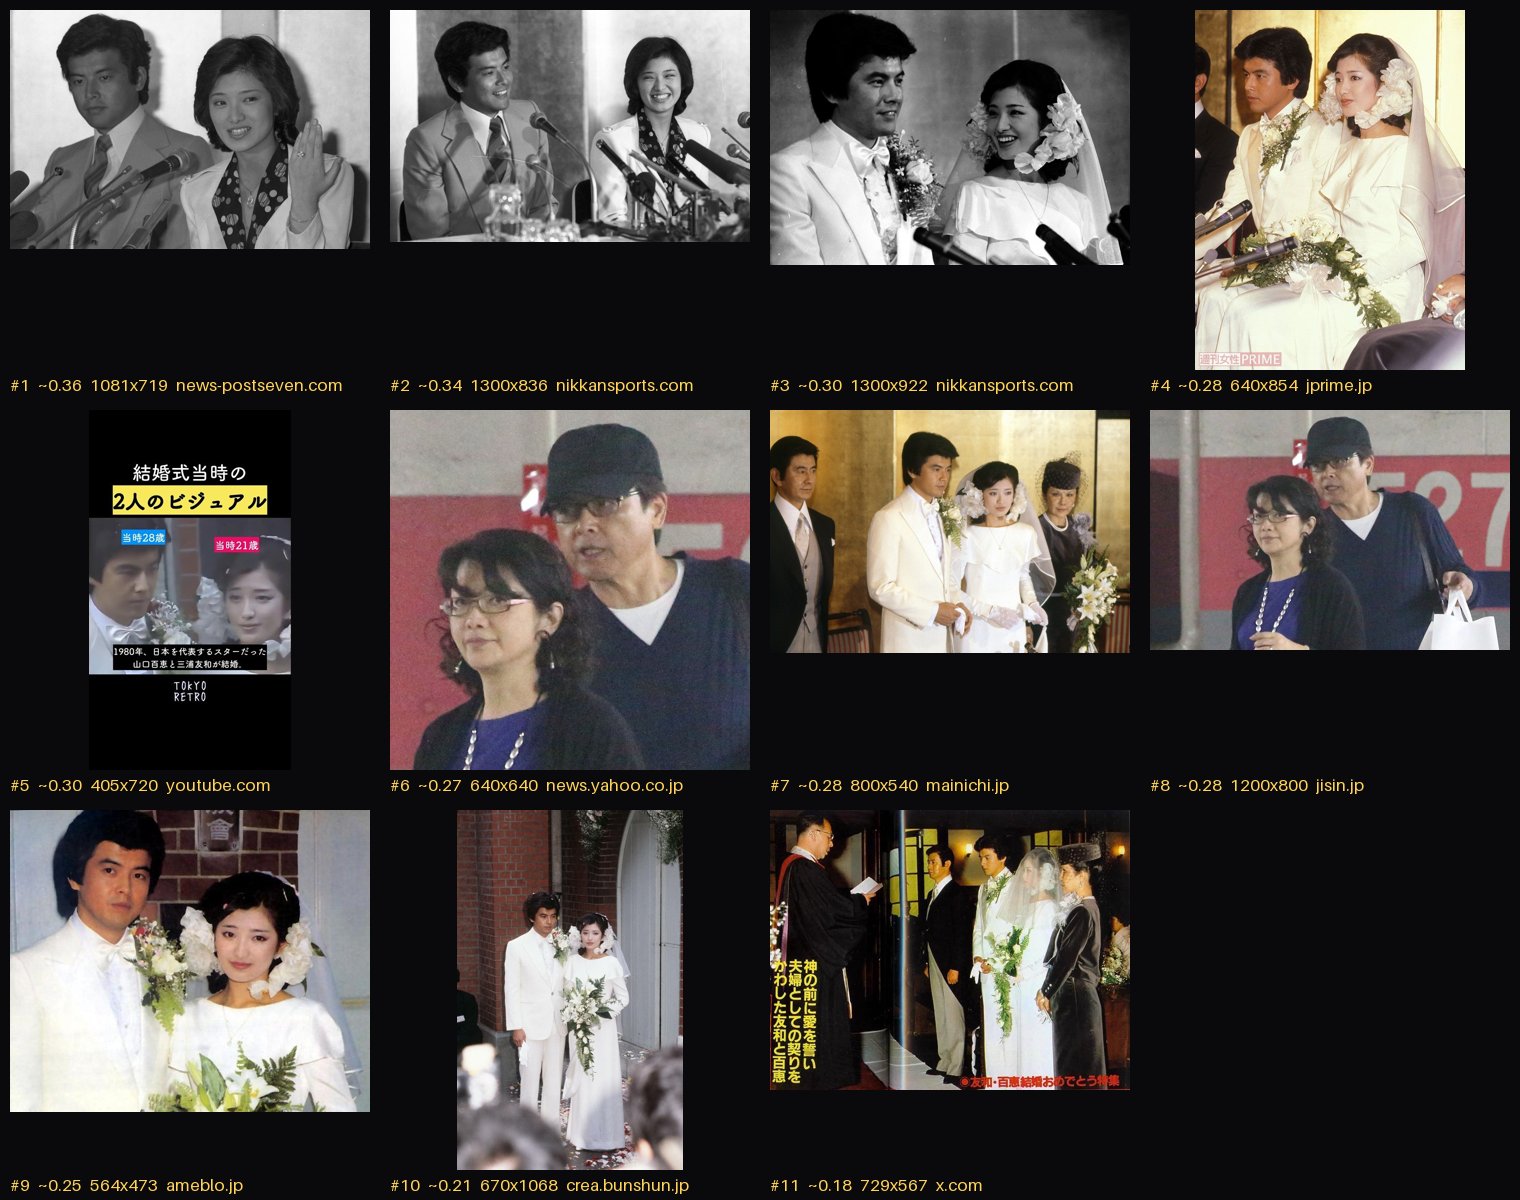 週刊女性PRIME
#1 ~0.36 1081x719 news-postseven.com
#2 ~0.34 1300x836 nikkansports.com
#3 ~0.30 1300x922 nikkansports.com
#4 ~0.28 640x854 jprime.jp
結婚式当時の
2人のビジュアル
当時28歳
当時21歳
1980年、日本を代表するスターだった
山口百恵と三浦友和が結婚。
TOKYO
RETRO
527
#5 ~0.30 405x720 youtube.com
#6 ~0.27 640x640 news.yahoo.co.jp
#7 ~0.28 800x540 mainichi.jp
#8 ~0.28 1200x800 jisin.jp
會
神の前に愛を誓い
夫婦としての契りを
かわした友和と百恵
◉友和・百恵結婚おめでとう特集
#9 ~0.25 564x473 ameblo.jp
#10 ~0.21 670x1068 crea.bunshun.jp
#11 ~0.18 729x567 x.com